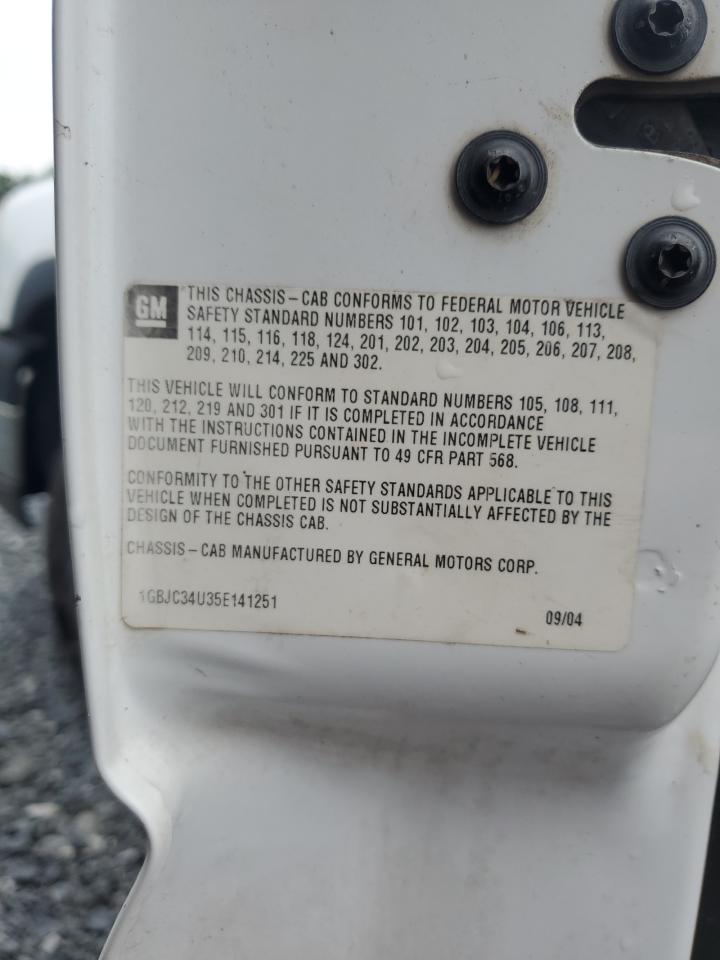 GM
THIS CHASSIS-CAB CONFORMS TO FEDERAL MOTOR VEHICLE
SAFETY STANDARD NUMBERS 101, 102, 103, 104, 106, 113,
114, 115, 116, 118, 124, 201, 202, 203, 204, 205, 206, 207, 208,
209, 210, 214, 225 AND 302.
THIS VEHICLE WILL CONFORM TO STANDARD NUMBERS 105, 108, 111,
120, 212, 219 AND 301 IF IT IS COMPLETED IN ACCORDANCE
WITH THE INSTRUCTIONS CONTAINED IN THE INCOMPLETE VEHICLE
DOCUMENT FURNISHED PURSUANT TO 49 CFR PART 568.
CONFORMITY TO THE OTHER SAFETY STANDARDS APPLICABLE TO THIS
VEHICLE WHEN COMPLETED IS NOT SUBSTANTIALLY AFFECTED BY THE
DESIGN OF THE CHASSIS CAB.
CHASSIS-CAB MANUFACTURED BY GENERAL MOTORS CORP.
1GBJC34U35E141251
09/04